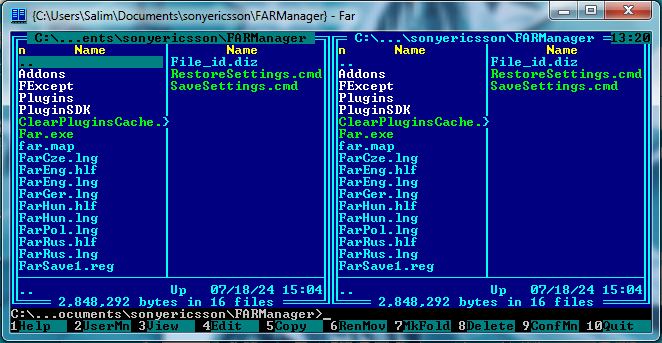 {C:\Users\Salim\Documents\sonyericsson\FARManager} - Far
C:\...ents\sonyericsson\FARManager
n Name Name
..
Addons
FExcept
Plugins
PluginSDK
ClearPluginsCache.}
Far.exe
far.map
FarCze.lng
FarEng.hlf
FarEng.lng
FarGer.lng
FarHun.hlf
FarHun.lng
FarPol.lng
FarRus.hlf
FarRus.lng
FarSave1.reg
File_id.diz
RestoreSettings.cmd
SaveSettings.cmd
.. Up 07/18/24 15:04
2,848,292 bytes in 16 files
C:\...\sonyericsson\FARManager 13:20
n Name Name
..
Addons
FExcept
Plugins
PluginSDK
ClearPluginsCache.}
Far.exe
far.map
FarCze.lng
FarEng.hlf
FarEng.lng
FarGer.lng
FarHun.hlf
FarHun.lng
FarPol.lng
FarRus.hlf
FarRus.lng
FarSave1.reg
File_id.diz
RestoreSettings.cmd
SaveSettings.cmd
.. Up 07/18/24 15:04
2,848,292 bytes in 16 files
C:\...ocuments\sonyericsson\FARManager>_
1Help 2UserMn 3View 4Edit 5Copy 6RenMov 7MkFold 8Delete 9ConfMn 10Quit